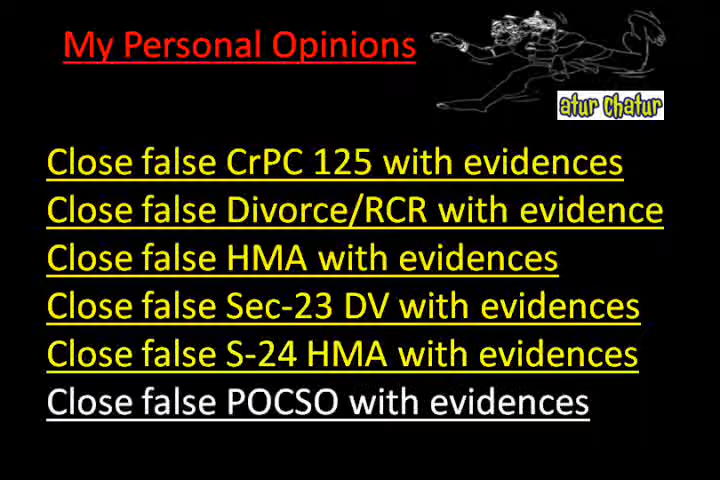 My Personal Opinions
atur chatur
Close false CrPC 125 with evidences
Close false Divorce/RCR with evidence
Close false HMA with evidences
Close false Sec-23 DV with evidences
Close false S-24 HMA with evidences
Close false POCSO with evidences